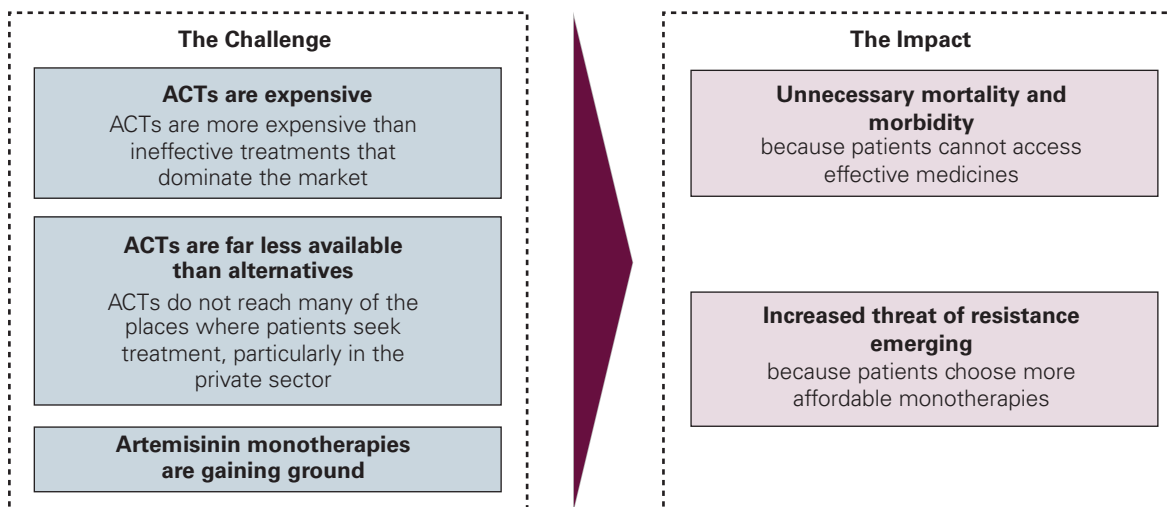 The Challenge
ACTs are expensive
ACTs are more expensive than
ineffective treatments that
dominate the market
ACTs are far less available
than alternatives
ACTs do not reach many of the
places where patients seek
treatment, particularly in the
private sector
Artemisinin monotherapies
are gaining ground
The Impact
Unnecessary mortality and
morbidity
because patients cannot access
effective medicines
Increased threat of resistance
emerging
because patients choose more
affordable monotherapies